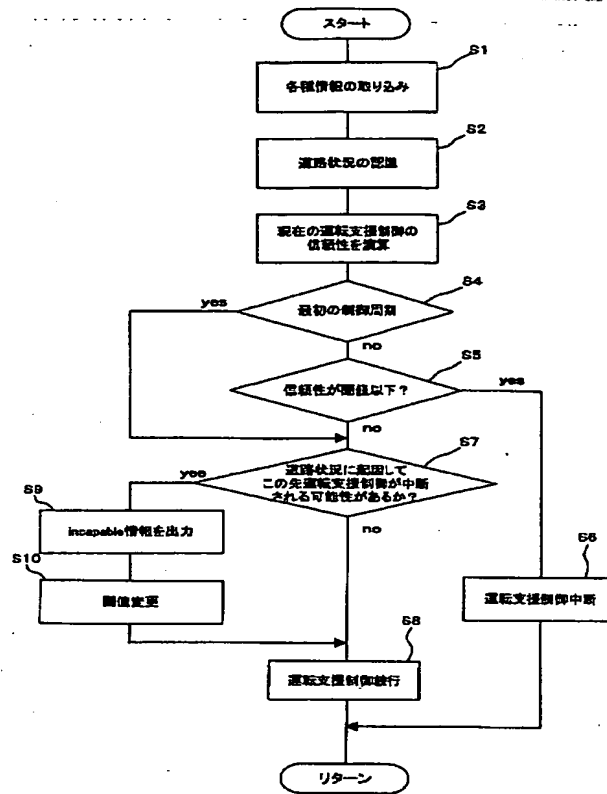 スタート
S1
各種情報の取り込み
S2
道路状況の認識
S3
現在の運転支援制御の
信頼性を演算
S4
yes
最初の制御周期
no
S5
信頼性が閾値以下?
yes
no
S7
yes
道路状況に起因して
この先運転支援制御が中断
される可能性があるか?
no
S9
incapable情報を出力
S10
閾値変更
S6
運転支援制御中断
S8
運転支援制御続行
リターン